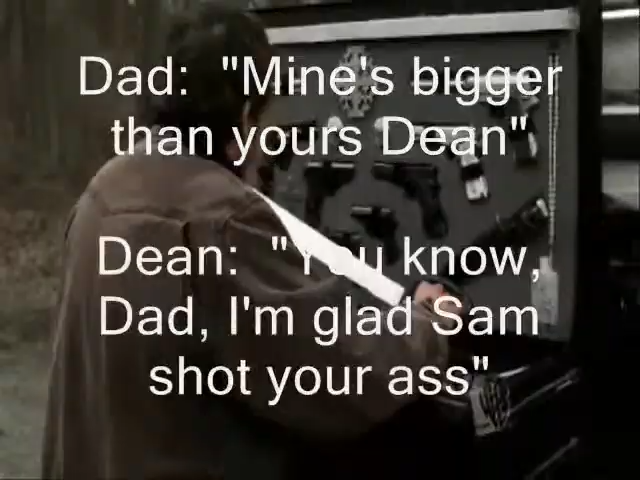 Dad:  "Mine's bigger
than yours Dean"
Dean:  "You know,
Dad, I'm glad Sam
shot your ass"